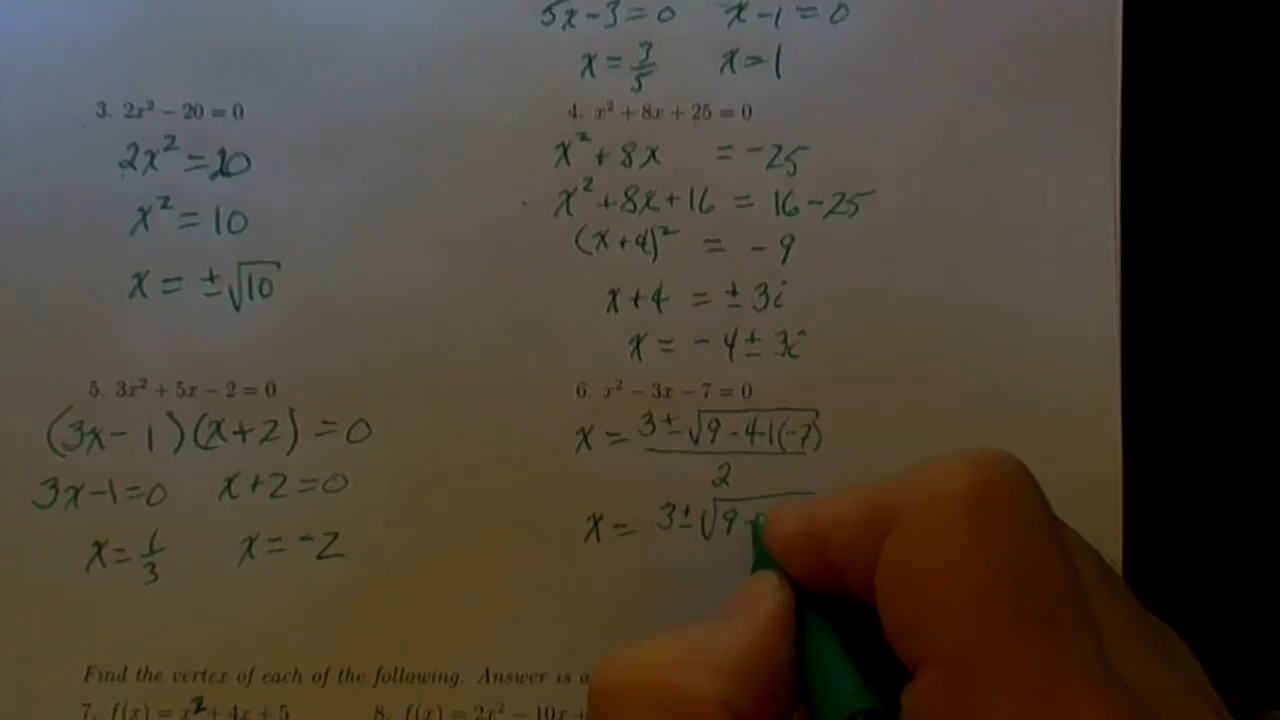 5x-3=0 x-1=0
x=3/5 x=1
3. 2x² − 20 = 0
2x² = 20
x² = 10
x = ±√10
4. x² + 8x + 25 = 0
x² + 8x = -25
x² + 8x + 16 = 16 - 25
(x+4)² = -9
x+4 = ±3i
x = -4 ± 3i
5. 3x² + 5x − 2 = 0
(3x-1)(x+2) = 0
3x-1=0 x+2=0
x=1/3 x=-2
6. x² − 3x − 7 = 0
x = 3±√9-4·1(-7)
2
x = 3±√9
Find the vertex of each of the following. Answer is a
7. f(x) = x² + 4x + 5 8. f(x) = 2x² − 10x +